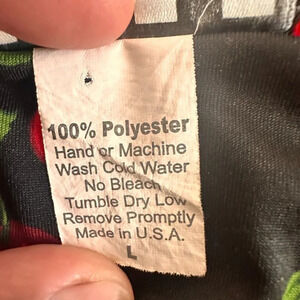 100% Polyester
Hand or Machine
Wash Cold Water
No Bleach
Tumble Dry Low
Remove Promptly
Made in U.S.A.
L